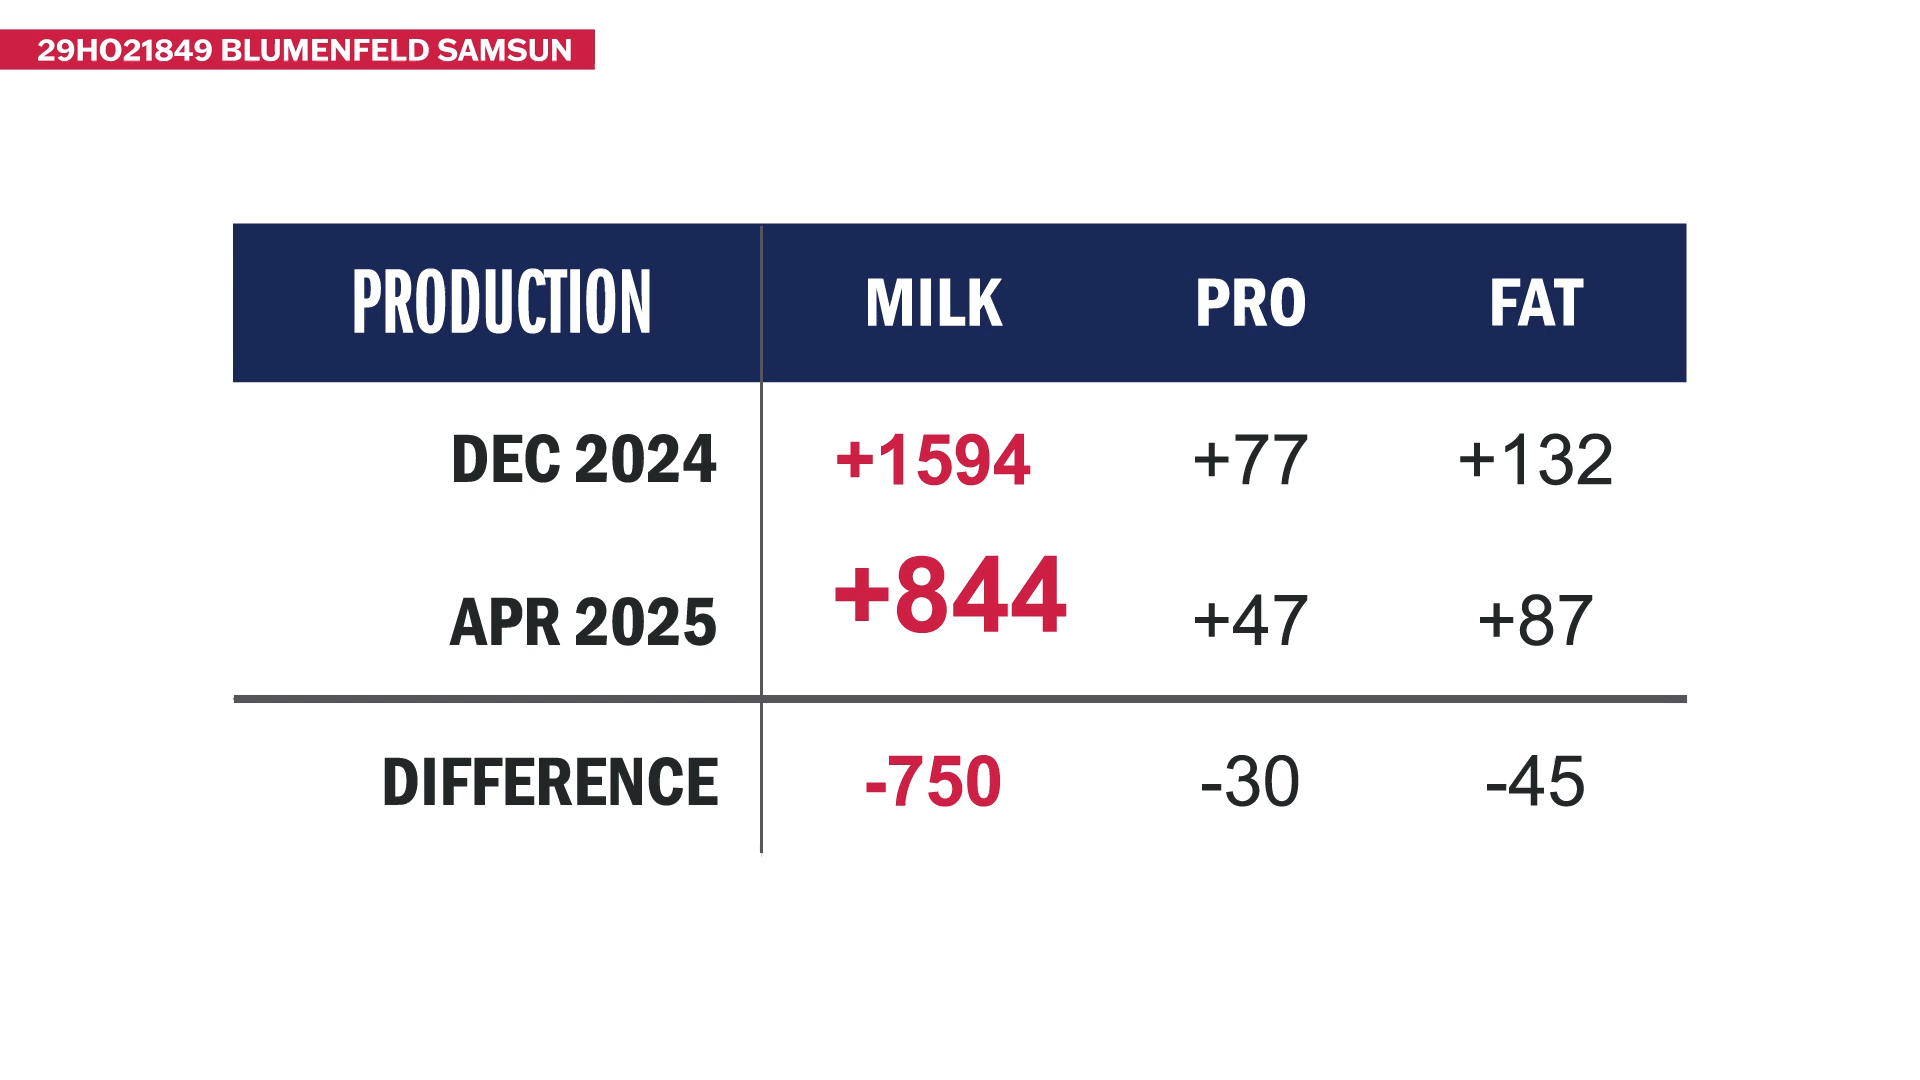 29HO21849 BLUMENFELD SAMSUN
PRODUCTION MILK PRO FAT
DEC 2024 +1594 +77 +132
APR 2025 +844 +47 +87
DIFFERENCE -750 -30 -45